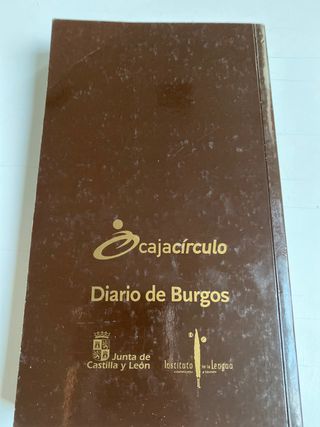 cajacírculo
Diario de Burgos
Junta de
Castilla y León
Instituto de la Lengua